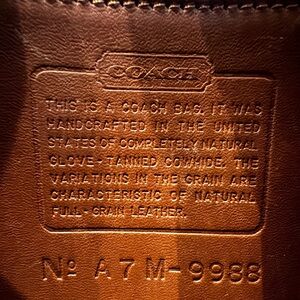 COACH
THIS IS A COACH BAG. IT WAS
HANDCRAFTED IN THE UNITED
STATES OF COMPLETELY NATURAL
GLOVE-TANNED COWHIDE. THE
VARIATIONS IN THE GRAIN ARE
CHARACTERISTIC OF NATURAL
FULL-GRAIN LEATHER.
Nº A7M-9988